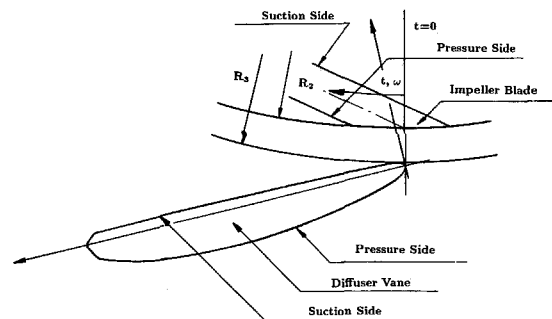 Suction Side
t=0
Pressure Side
R3
R2
t, ω
Impeller Blade
Pressure Side
Diffuser Vane
Suction Side